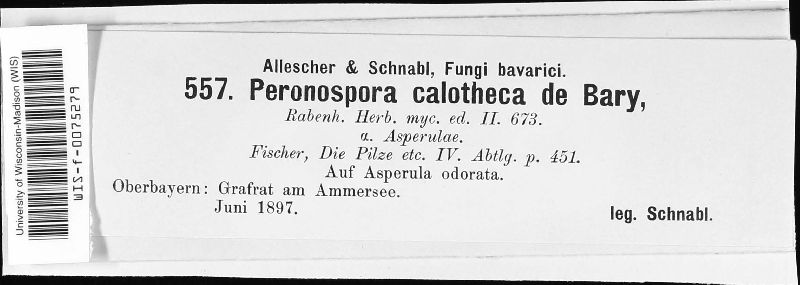 Allescher & Schnabl, Fungi bavarici.
557. Peronospora calotheca de Bary,
Rabenh. Herb. myc. ed. II. 673.
a. Asperulae.
Fischer, Die Pilze etc. IV. Abtlg. p. 451.
Auf Asperula odorata.
Oberbayern: Grafrat am Ammersee.
Juni 1897.
leg. Schnabl.
University of Wisconsin-Madison (WIS)
WIS-f-0075279